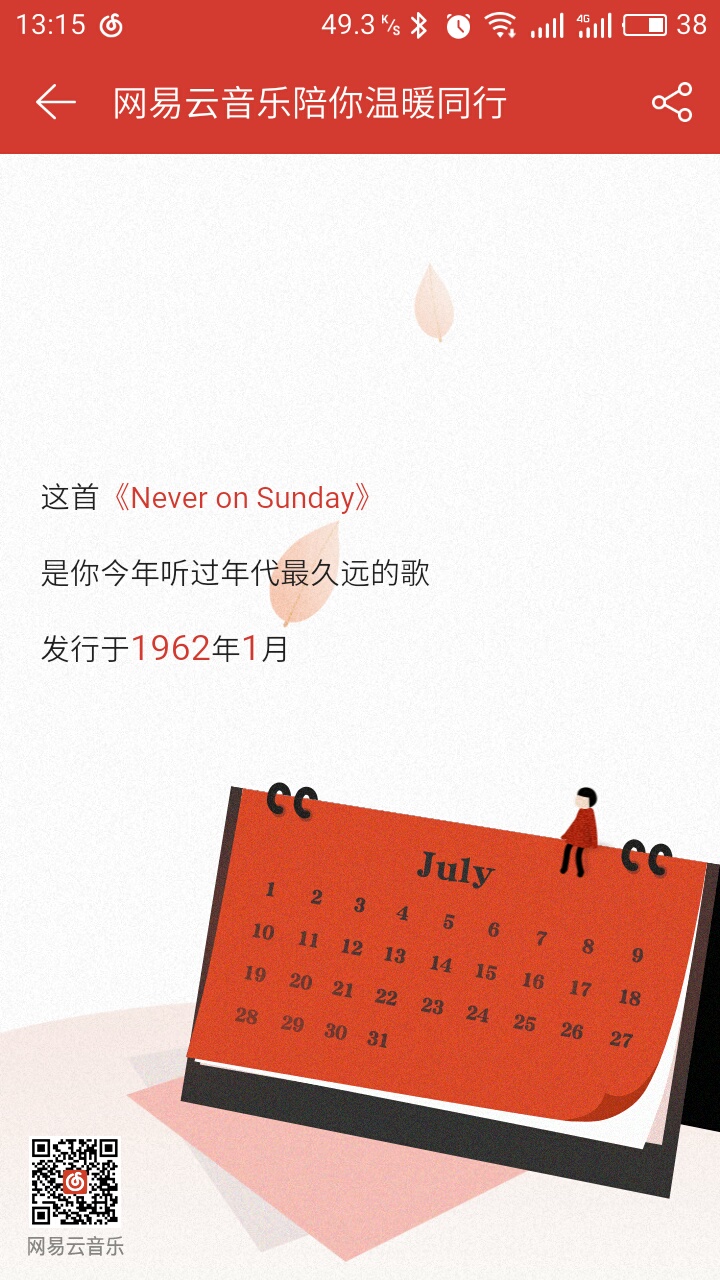 13:15 49.3 K/s 4G 38
网易云音乐陪你温暖同行
这首《Never on Sunday》
是你今年听过年代最久远的歌
发行于1962年1月
July
1 2 3 4 5 6 7 8 9
10 11 12 13 14 15 16 17 18
19 20 21 22 23 24 25 26 27
28 29 30 31
网易云音乐